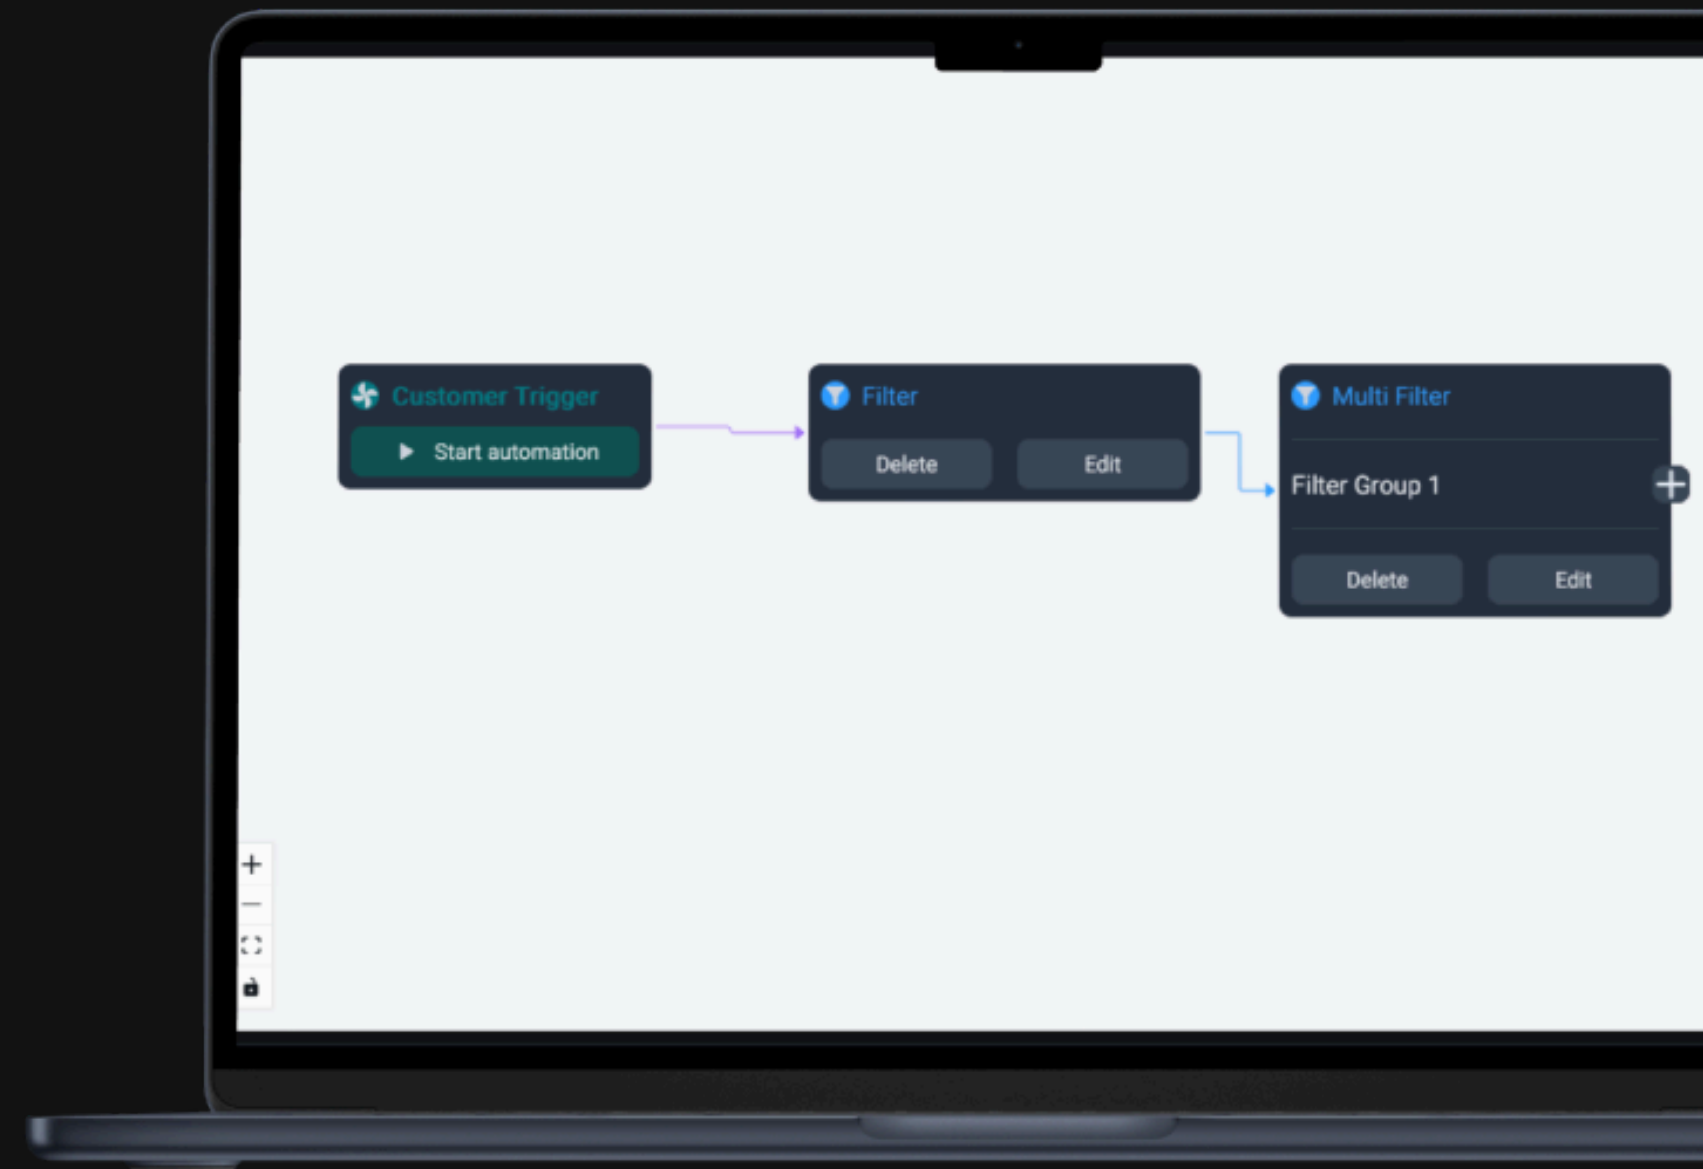 Customer Trigger
Start automation
Filter
Delete
Edit
Multi Filter
Filter Group 1
Delete
Edit